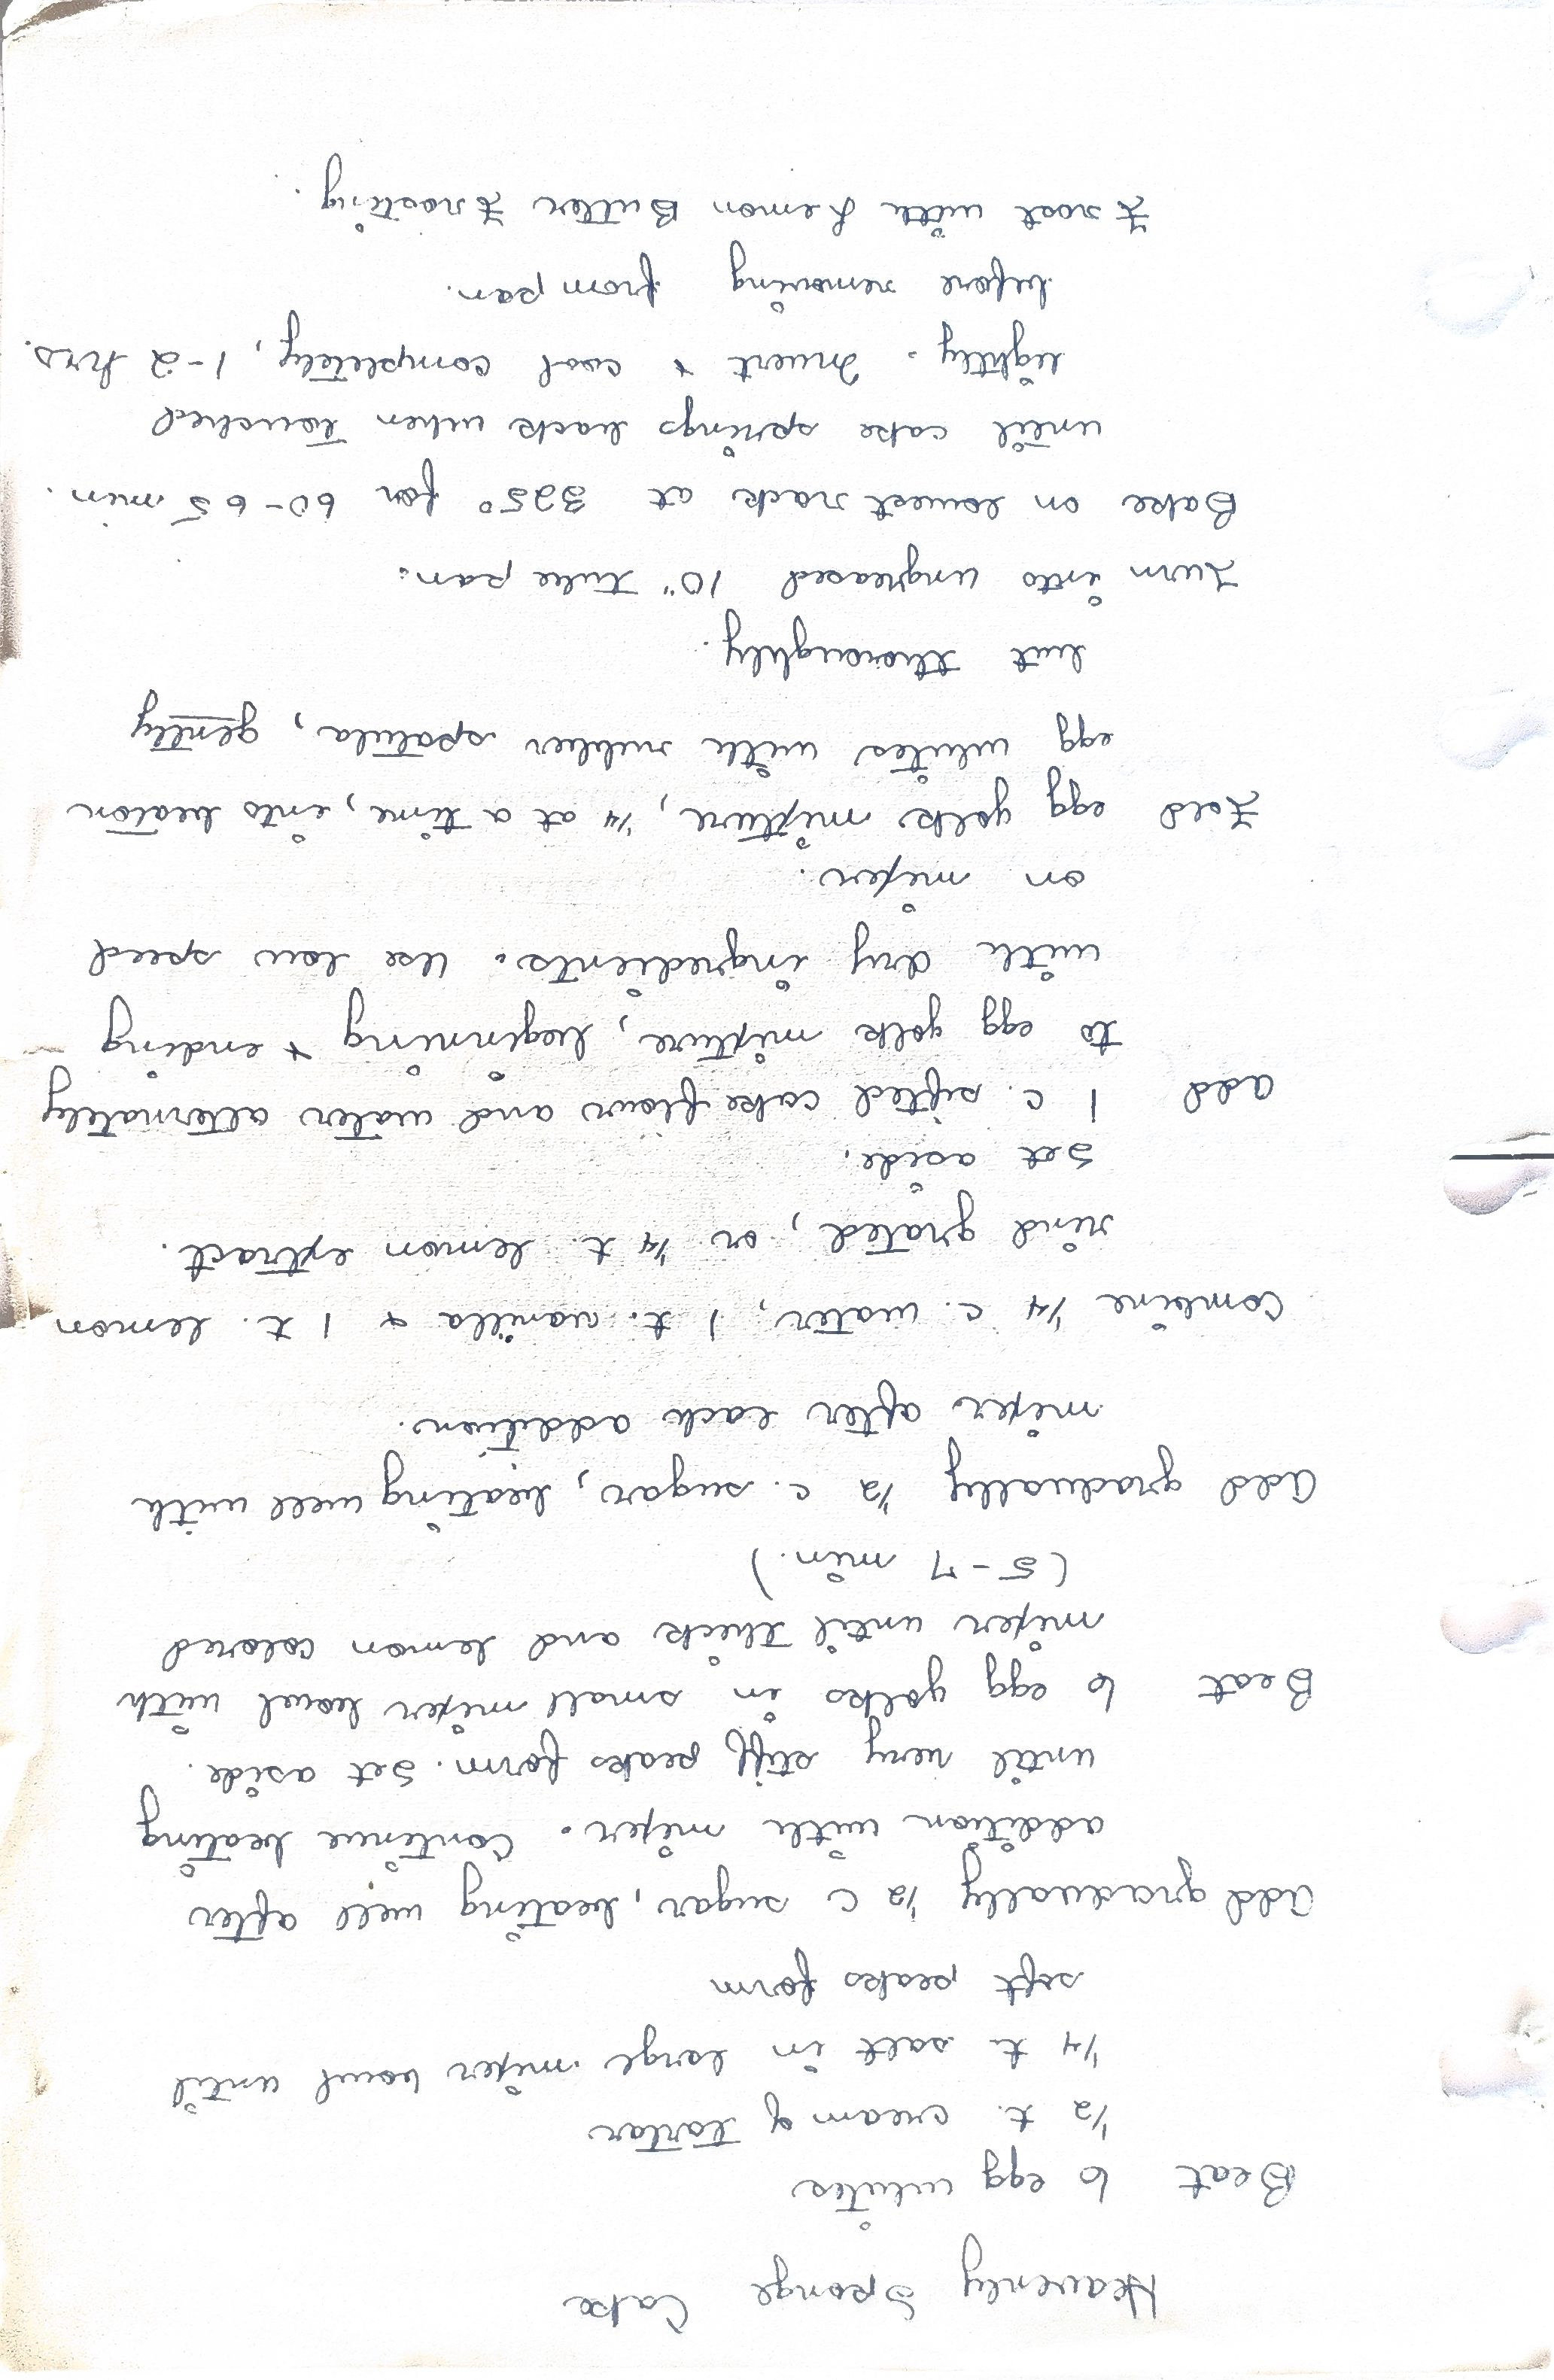 Heavenly Sponge Cake
Beat 6 egg whites
1/2 t. cream of tartar
1/4 t. salt in large mixer bowl until
soft peaks form
Add gradually 1/2 c sugar, beating well after
addition with mixer. Continue beating
until very stiff peaks form. Set aside.
Beat 6 egg yolks in small mixer bowl with
mixer until thick and lemon colored
(5-7 min.)
Add gradually 1/2 c. sugar, beating well with
mixer after each addition.
Combine 1/4 c. water, 1 t. vanilla & 1 t. lemon
rind grated, or 1/4 t. lemon extract.
Set aside.
Add 1 c. sifted cake flour and water alternately
to egg yolk mixture, beginning + ending
with dry ingredients. Use low speed
on mixer.
Fold egg yolk mixture, 1/4 at a time, into beaton
egg whites with rubber spatula, gently
but thoroughly.
Turn into ungreased 10" tube pan.
Bake on lowest rack at 325° for 60-65 min.
until cake springs back when touched
lightly. Invert + cool completely, 1-2 hrs.
before removing from pan.
Frost with Lemon Butter Frosting.